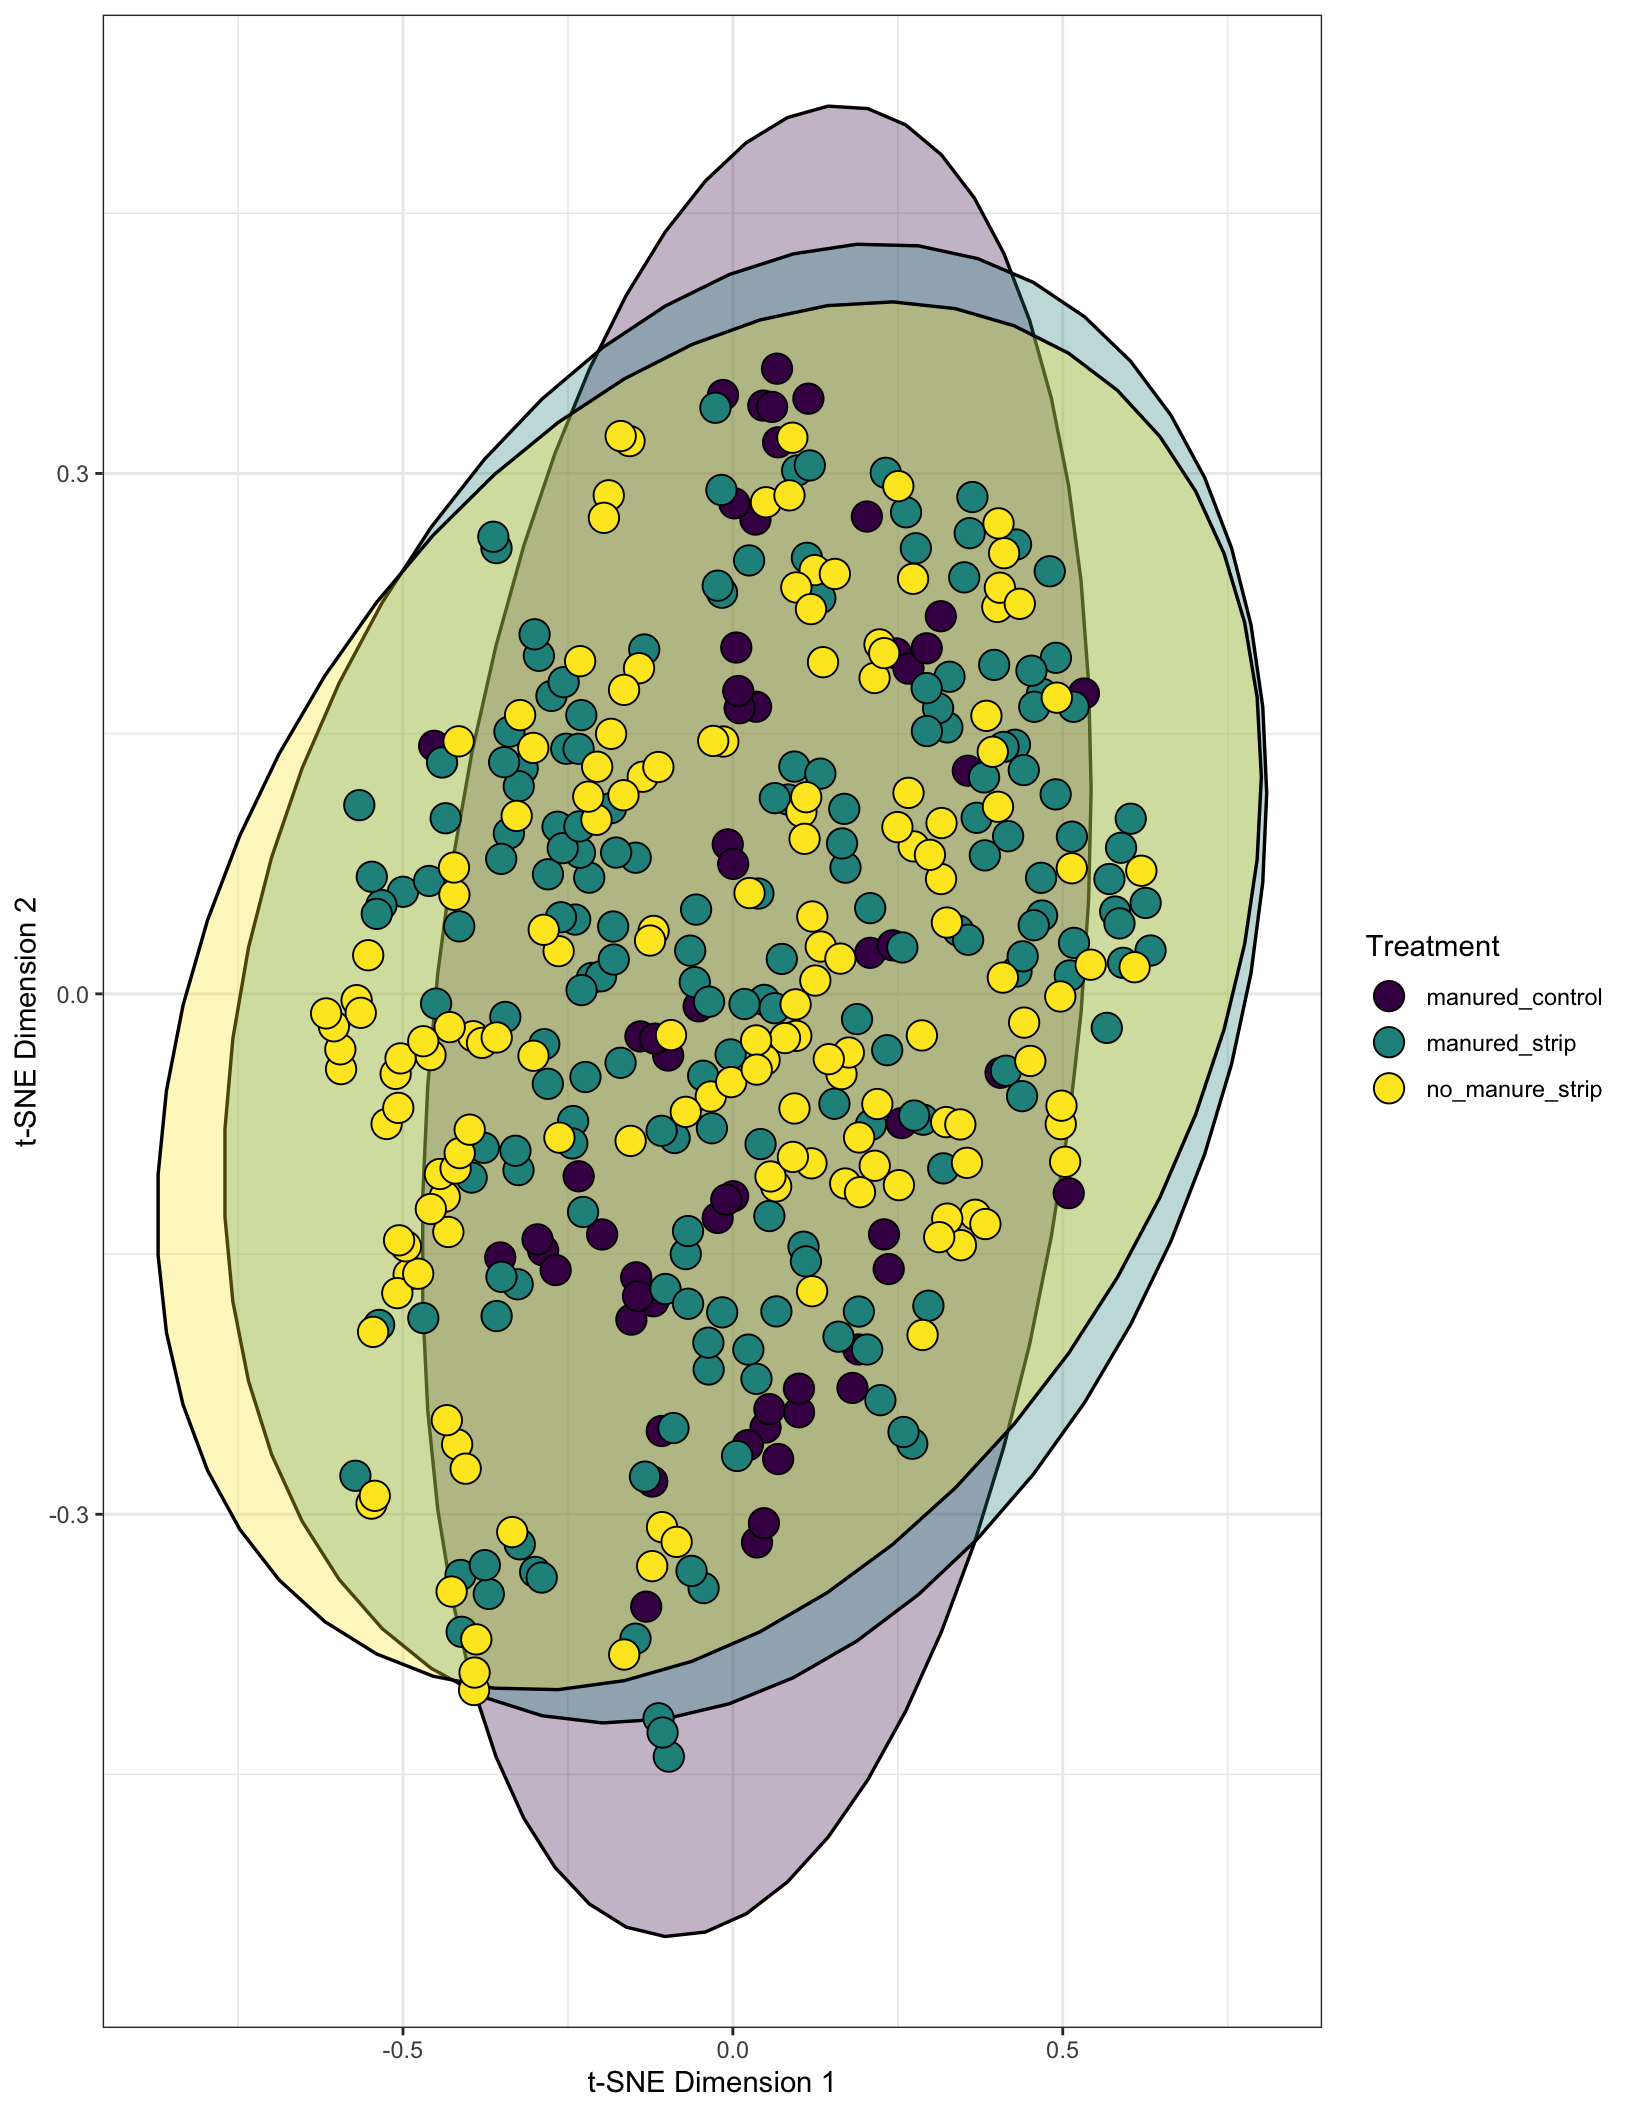 t-SNE Dimension 2
0.3
0.0
-0.3
-0.5
0.0
0.5
t-SNE Dimension 1
Treatment
manured_control
manured_strip
no_manure_strip